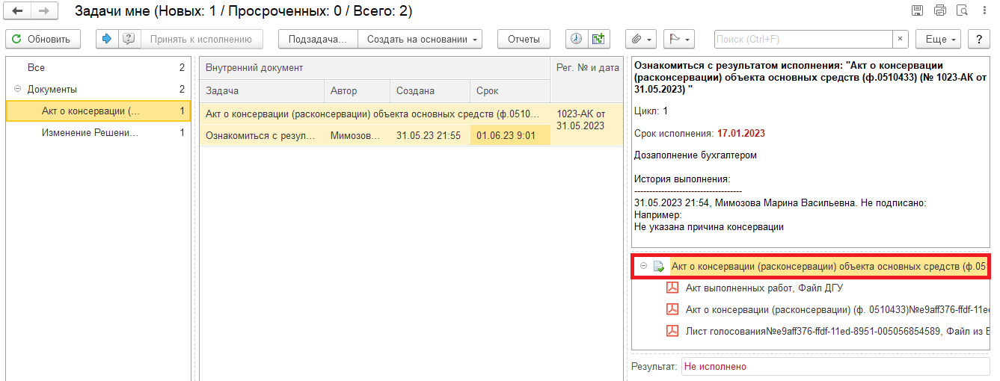 Задачи мне (Новых: 1 / Просроченных: 0 / Всего: 2)
Обновить
Принять к исполнению
Подзадача...
Создать на основании
Отчеты
Поиск (Ctrl+F)
×
Еще
?
Все 2
Документы 2
Акт о консервации (... 1
Изменение Решени... 1
Внутренний документ Рег. № и дата
Задача Автор Создана Срок
Акт о консервации (расконсервации) объекта основных средств (ф.0510... 1023-АК от
31.05.2023
Ознакомиться с резул... Мимозов... 31.05.23 21:55 01.06.23 9:01
Ознакомиться с результатом исполнения: "Акт о консервации
(расконсервации) объекта основных средств (ф.0510433) (№ 1023-АК от
31.05.2023) "
Цикл: 1
Срок исполнения: 17.01.2023
Дозаполнение бухгалтером
История выполнения:
------------------------------------
31.05.2023 21:54, Мимозова Марина Васильевна. Не подписано:
Например:
Не указана причина консервации
Акт о консервации (расконсервации) объекта основных средств (ф.05
Акт выполненных работ, Файл ДГУ
Акт о консервации (расконсервации) (ф. 0510433)№e9aff376-ffdf-11ed
Лист голосования№e9aff376-ffdf-11ed-8951-005056854589, Файл из Е
Результат: Не исполнено